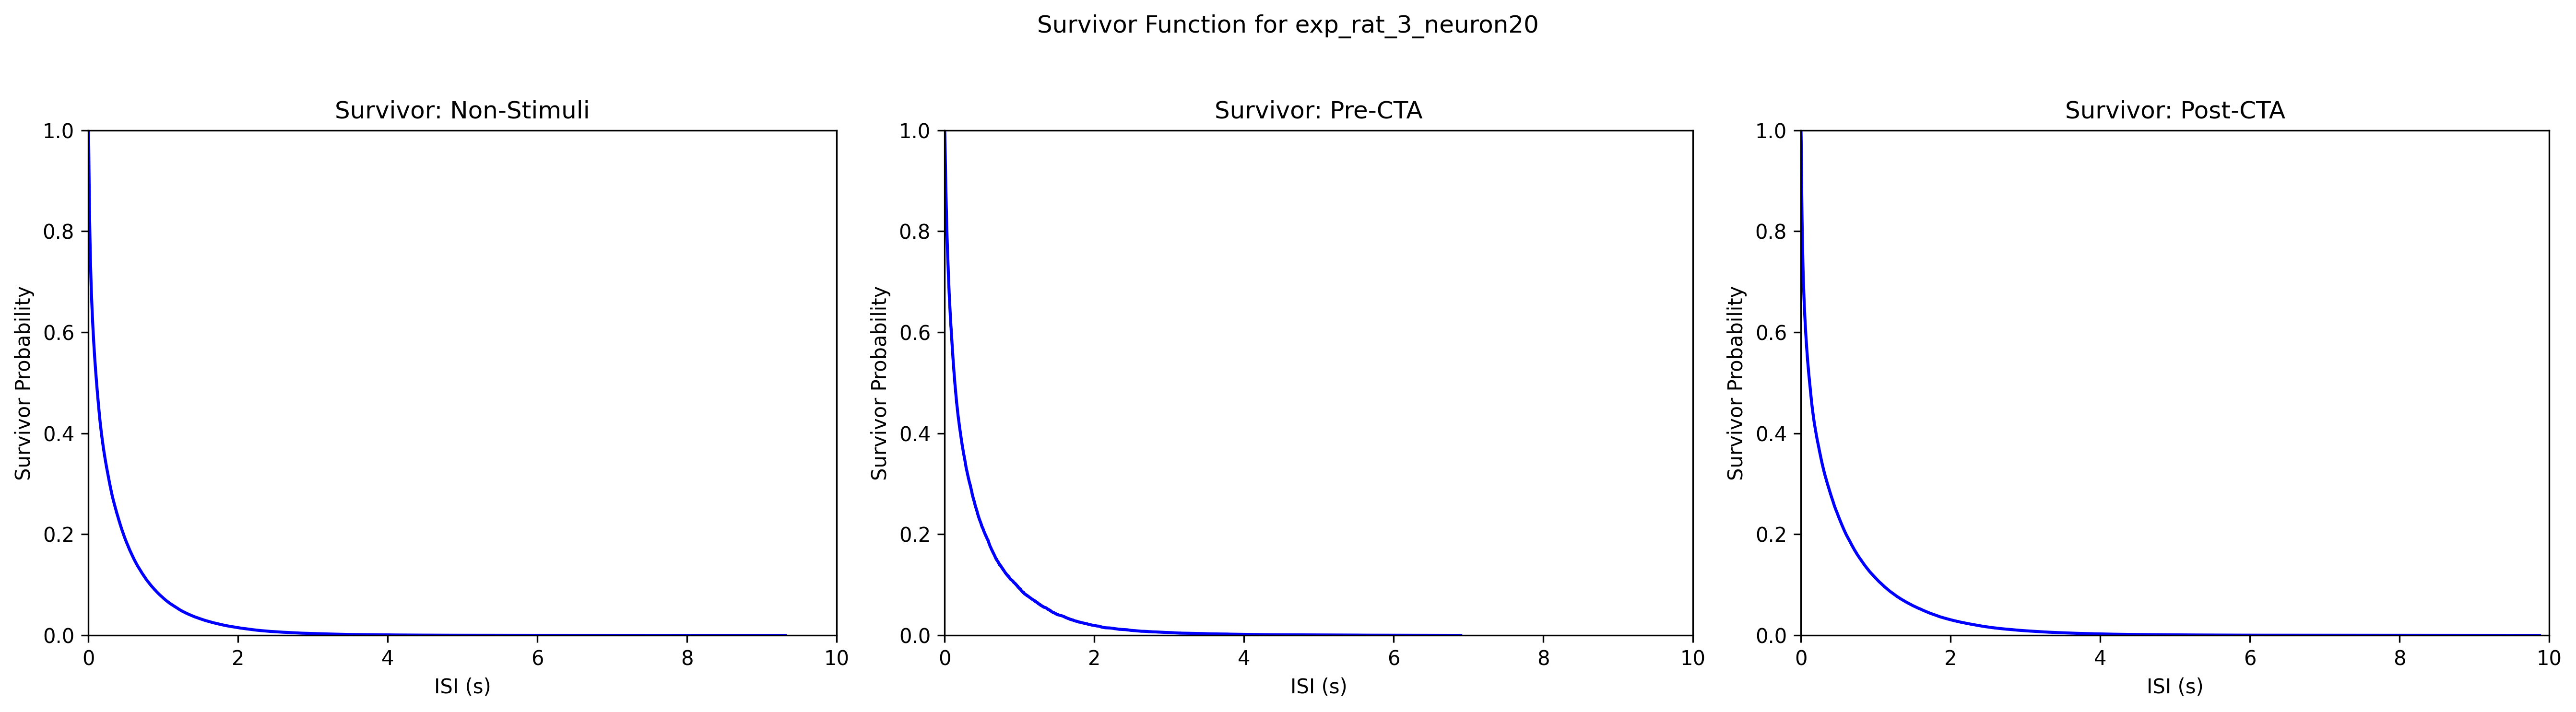 Survivor Function for exp_rat_3_neuron20
Survivor: Non-Stimuli
1.0
0.8
0.6
0.4
0.2
0.0
Survivor Probability
0 2 4 6 8 10
ISI (s)
Survivor: Pre-CTA
1.0
0.8
0.6
0.4
0.2
0.0
Survivor Probability
0 2 4 6 8 10
ISI (s)
Survivor: Post-CTA
1.0
0.8
0.6
0.4
0.2
0.0
Survivor Probability
0 2 4 6 8 10
ISI (s)